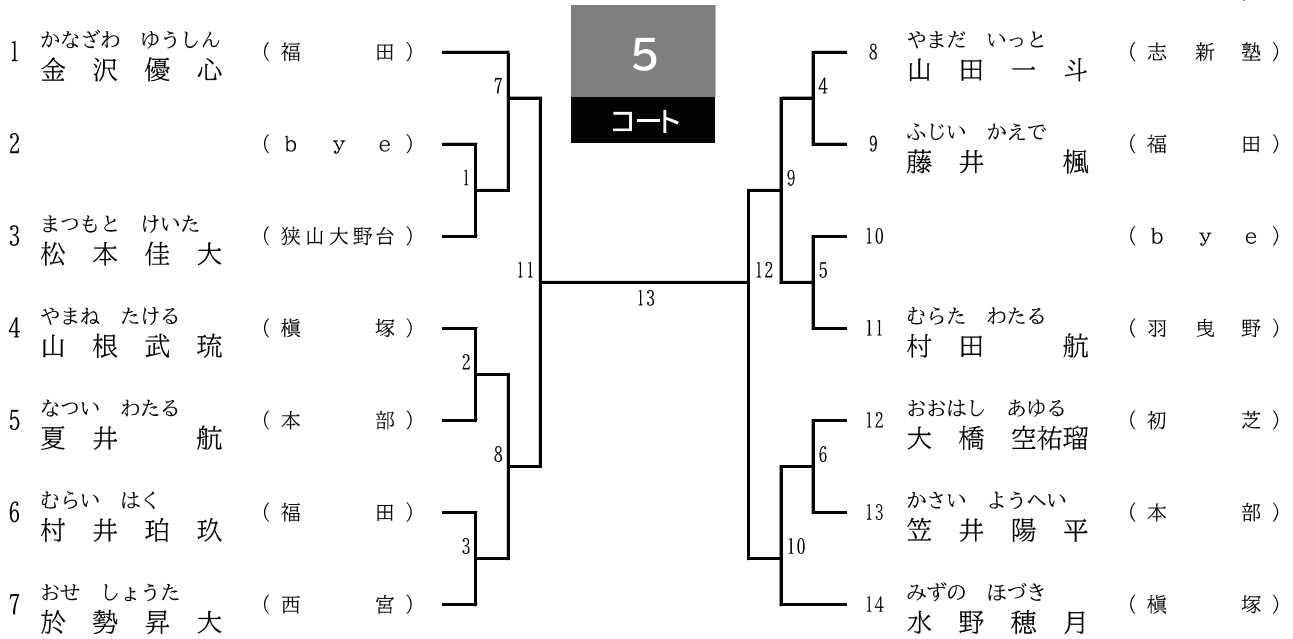 5
コート
1 かなざわ ゆうしん
金沢優心 (福田)
2 (bye)
3 まつもと けいた
松本佳大 (狭山大野台)
4 やまね たける
山根武琉 (槇塚)
5 なつい わたる
夏井航 (本部)
6 むらい はく
村井珀玖 (福田)
7 おせ しょうた
於勢昇大 (西宮)
7
1
11
2
8
3
13
4
9
12
5
6
10
8 やまだ いっと
山田一斗 (志新塾)
9 ふじい かえで
藤井楓 (福田)
10 (bye)
11 むらた わたる
村田航 (羽曳野)
12 おおはし あゆる
大橋空祐瑠 (初芝)
13 かさい ようへい
笠井陽平 (本部)
14 みずの ほづき
水野穂月 (槇塚)